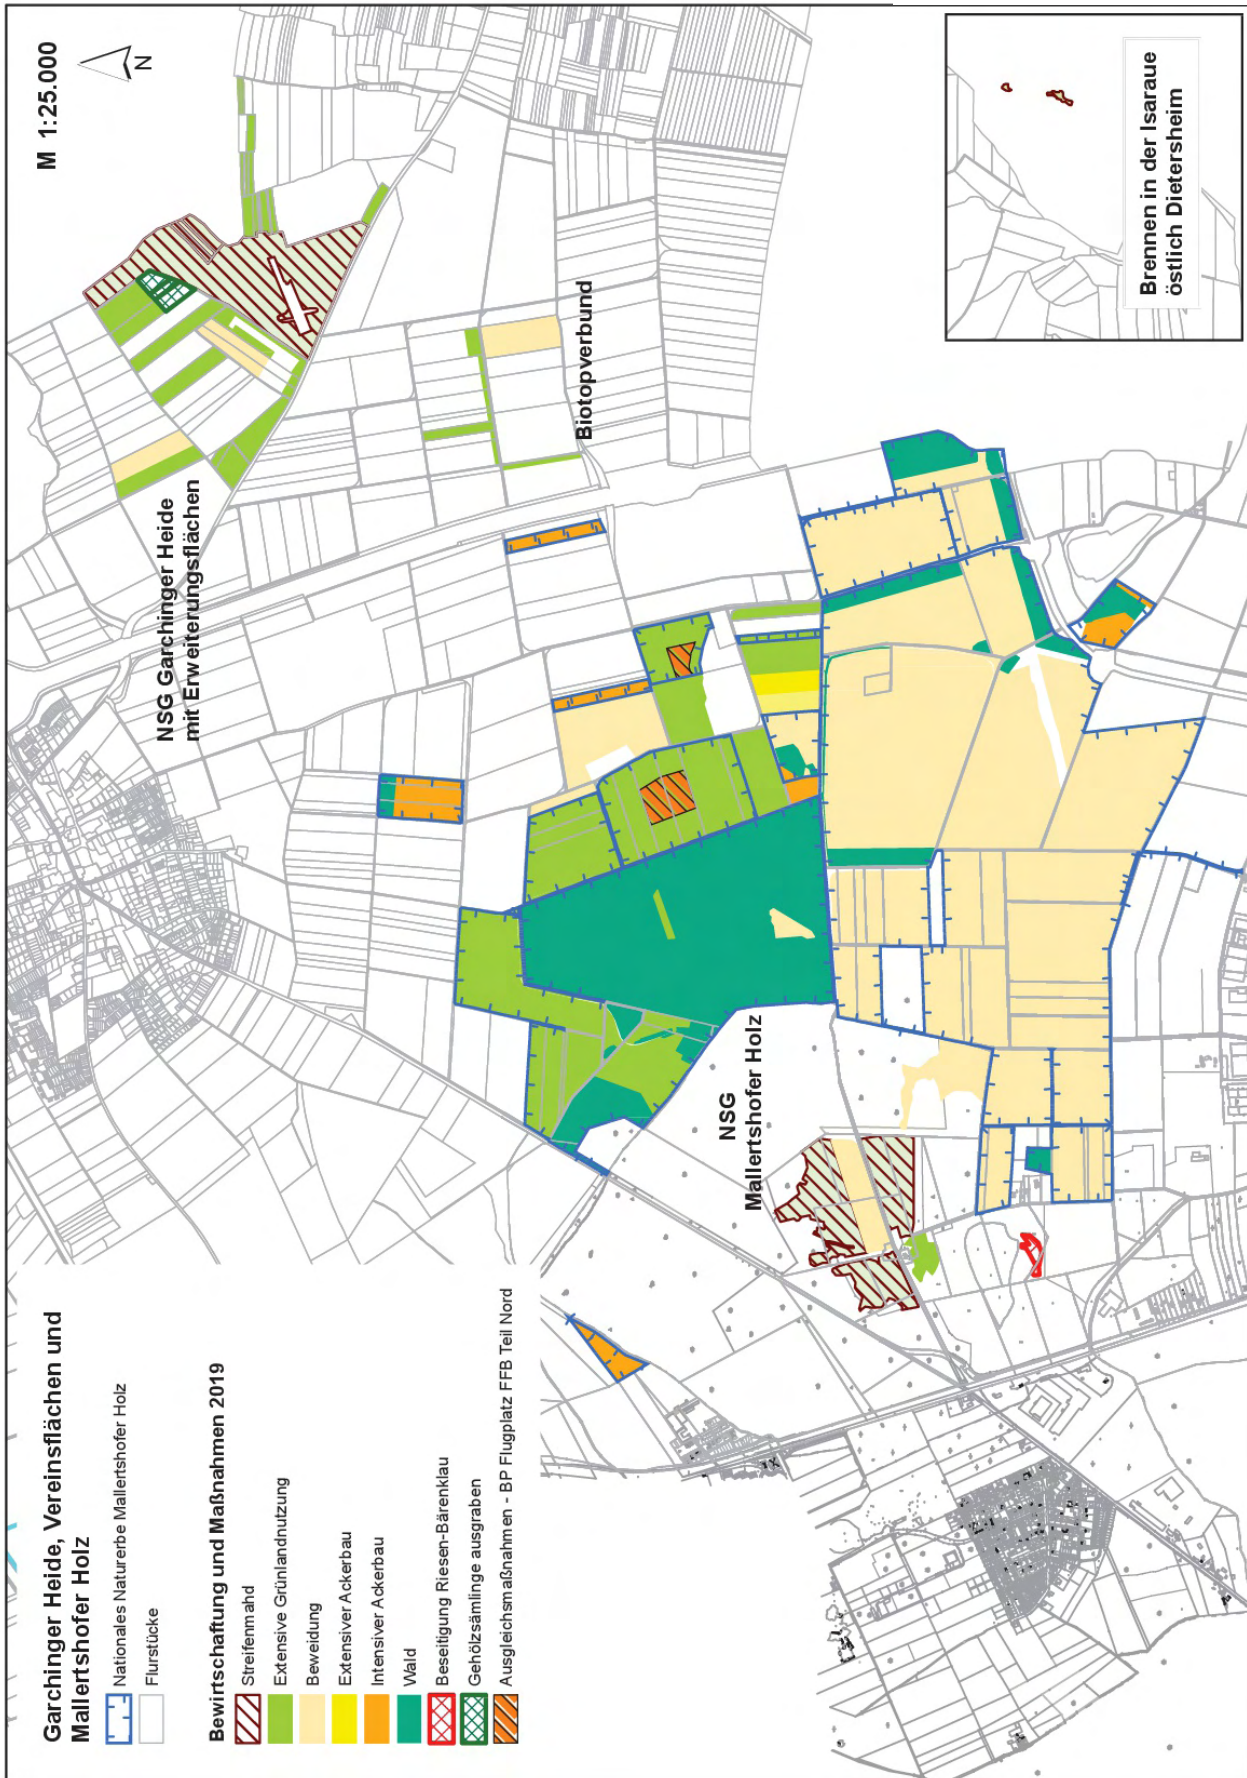 Garchinger Heide, Vereinsflächen und
Mallertshofer Holz
Nationales Naturerbe Mallertshofer Holz
Flurstücke
Bewirtschaftung und Maßnahmen 2019
Streifenmahd
Extensive Grünlandnutzung
Beweidung
Extensiver Ackerbau
Intensiver Ackerbau
Wald
Beseitigung Riesen-Bärenklau
Gehölzsämlinge ausgraben
Ausgleichsmaßnahmen - BP Flugplatz FFB Teil Nord
NSG Garchinger Heide
mit Erweiterungsflächen
M 1:25.000
N
Biotopverbund
NSG
Mallertshofer Holz
Brennen in der Isaraue
östlich Dietersheim